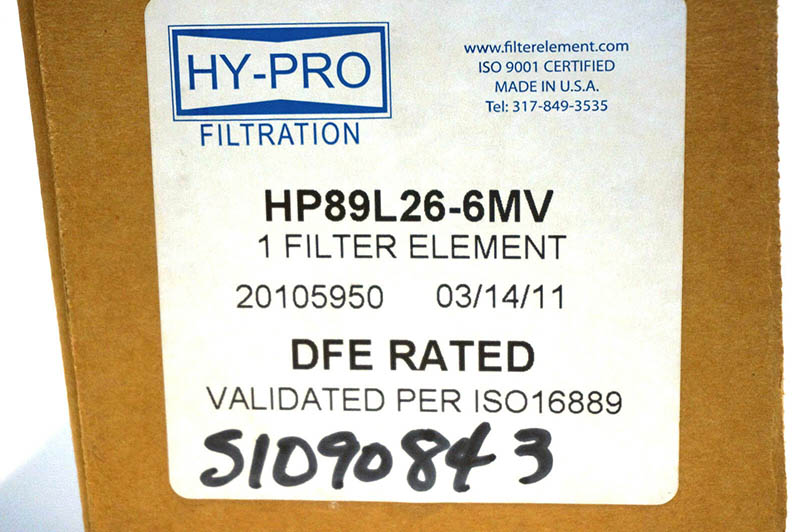 HY-PRO
FILTRATION
www.filterelement.com
ISO 9001 CERTIFIED
MADE IN U.S.A.
Tel: 317-849-3535
HP89L26-6MV
1 FILTER ELEMENT
20105950 03/14/11
DFE RATED
VALIDATED PER ISO16889
S1090843